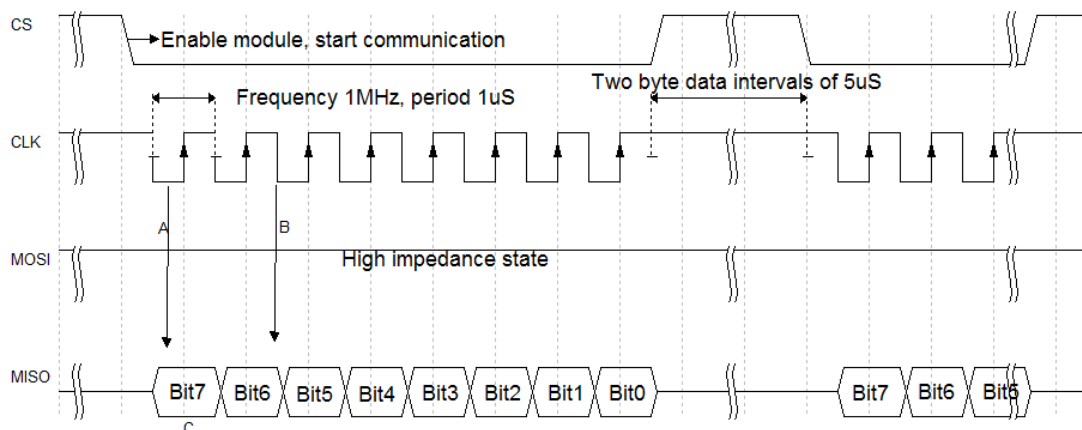 CS
Enable module, start communication
Two byte data intervals of 5uS
Frequency 1MHz, period 1uS
CLK
A
B
MOSI
High impedance state
MISO
Bit7 Bit6 Bit5 Bit4 Bit3 Bit2 Bit1 Bit0 Bit7 Bit6 Bit5
C